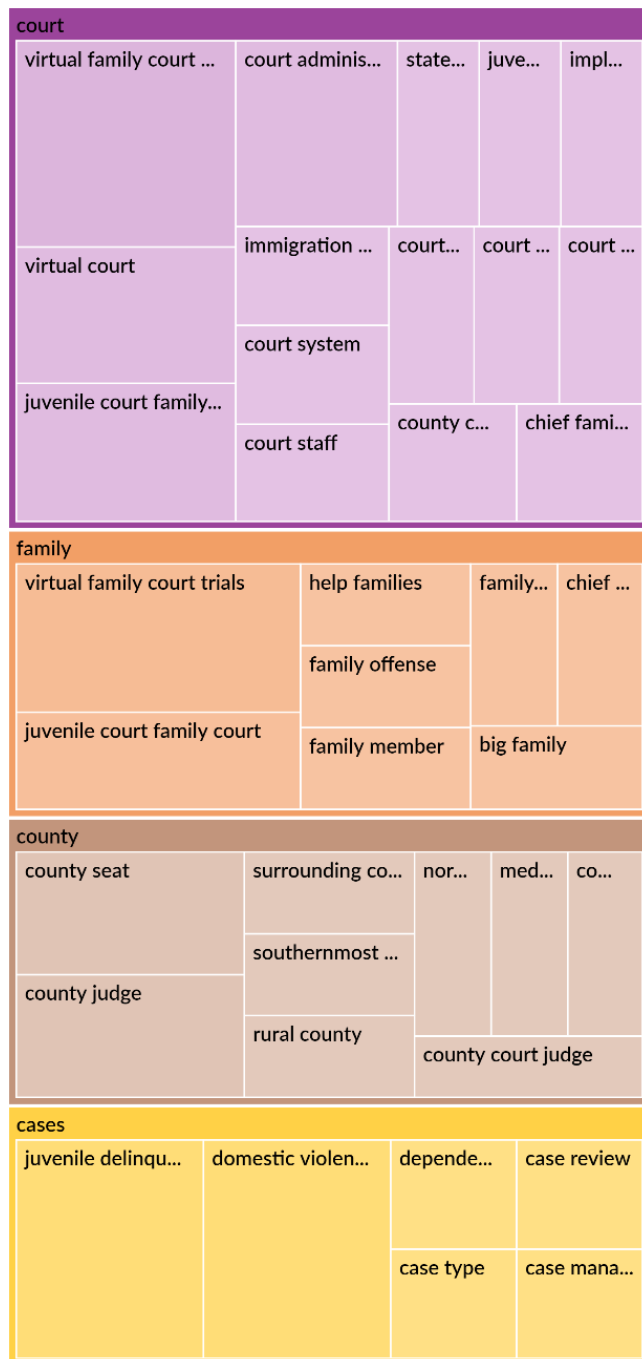 court
virtual family court ...
court adminis...
state...
juve...
impl...
virtual court
immigration ...
court...
court ...
court ...
court system
juvenile court family...
court staff
county c...
chief fami...
family
virtual family court trials
help families
family...
chief ...
family offense
juvenile court family court
family member
big family
county
county seat
surrounding co...
nor...
med...
co...
southernmost ...
county judge
rural county
county court judge
cases
juvenile delinqu...
domestic violen...
depende...
case review
case type
case mana...